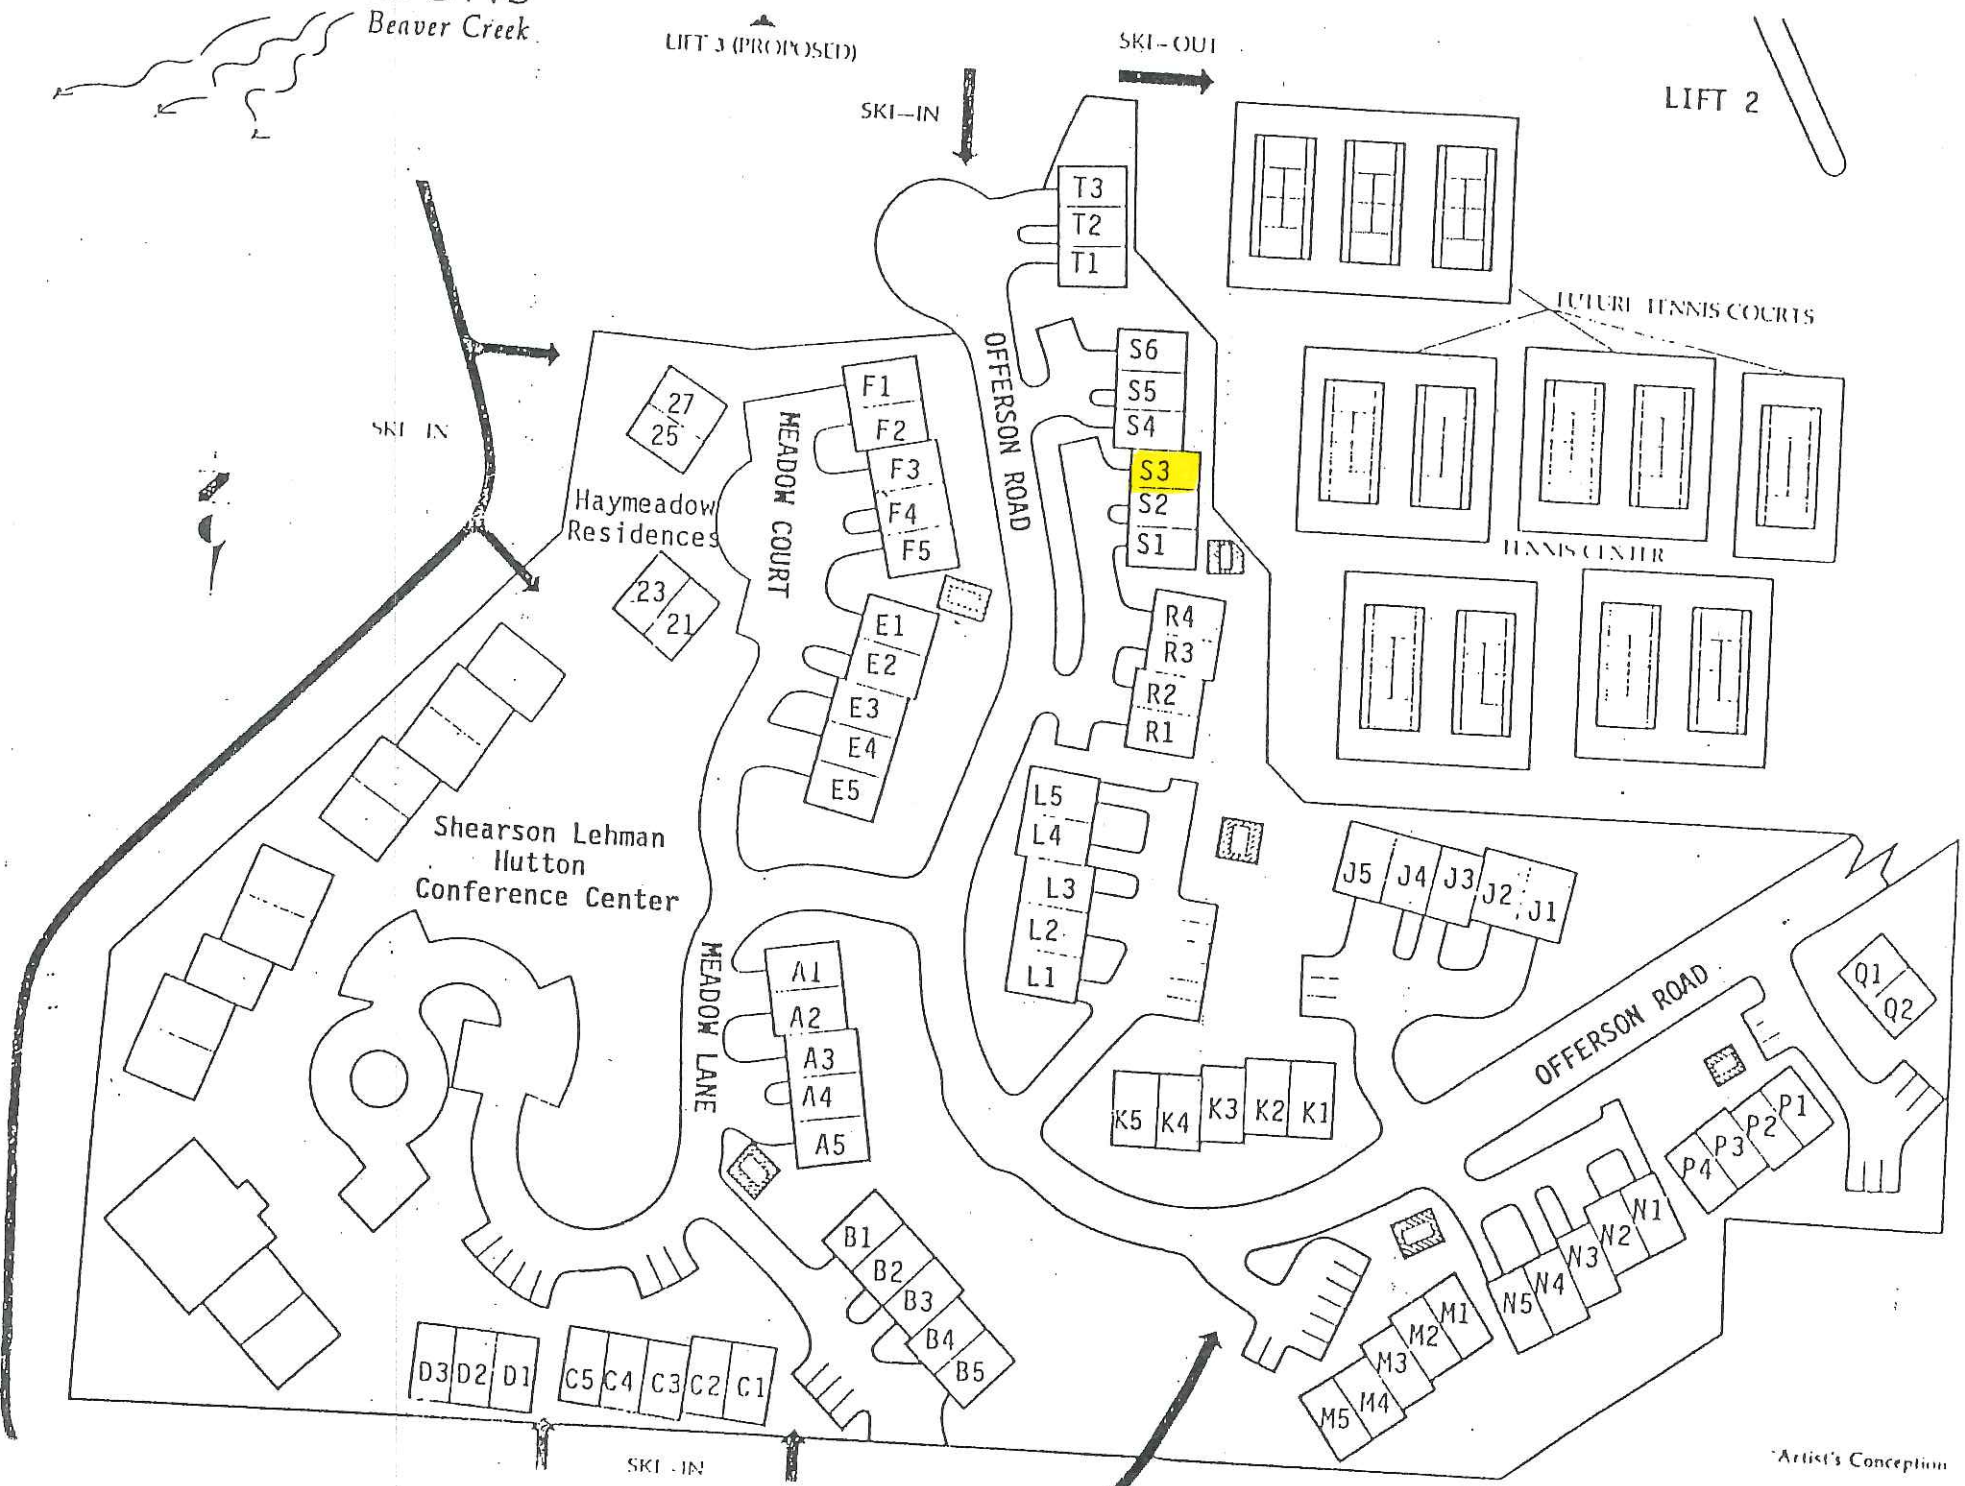 Beaver Creek
LIFT 3 (PROPOSED)
SKI-OUT
SKI-IN
LIFT 2
T3
T2
T1
FUTURE TENNIS COURTS
OFFERSON ROAD
S6
S5
S4
S3
S2
S1
SKI IN
27
25
Haymeadow
Residences
23
21
MEADOW COURT
F1
F2
F3
F4
F5
TENNIS CENTER
E1
E2
E3
E4
E5
R4
R3
R2
R1
L5
L4
L3
L2
L1
Shearson Lehman
Hutton
Conference Center
J5
J4
J3
J2
J1
MEADOW LANE
A1
A2
A3
A4
A5
OFFERSON ROAD
Q1
Q2
K5
K4
K3
K2
K1
P4
P3
P2
P1
B1
B2
B3
B4
B5
N5
N4
N3
N2
N1
M5
M4
M3
M2
M1
D3
D2
D1
C5
C4
C3
C2
C1
SKI-IN
Artist's Conception